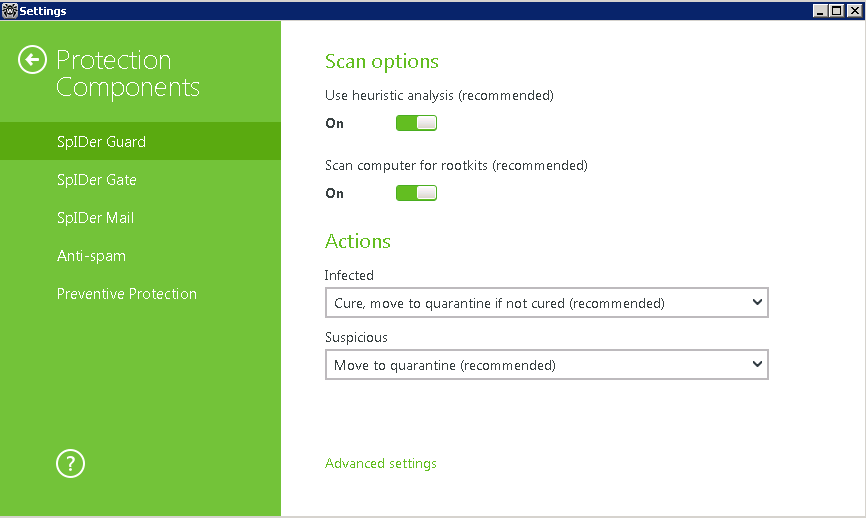 Settings
Protection
Components
SpIDer Guard
SpIDer Gate
SpIDer Mail
Anti-spam
Preventive Protection
?
Scan options
Use heuristic analysis (recommended)
On
Scan computer for rootkits (recommended)
On
Actions
Infected
Cure, move to quarantine if not cured (recommended)
Suspicious
Move to quarantine (recommended)
Advanced settings